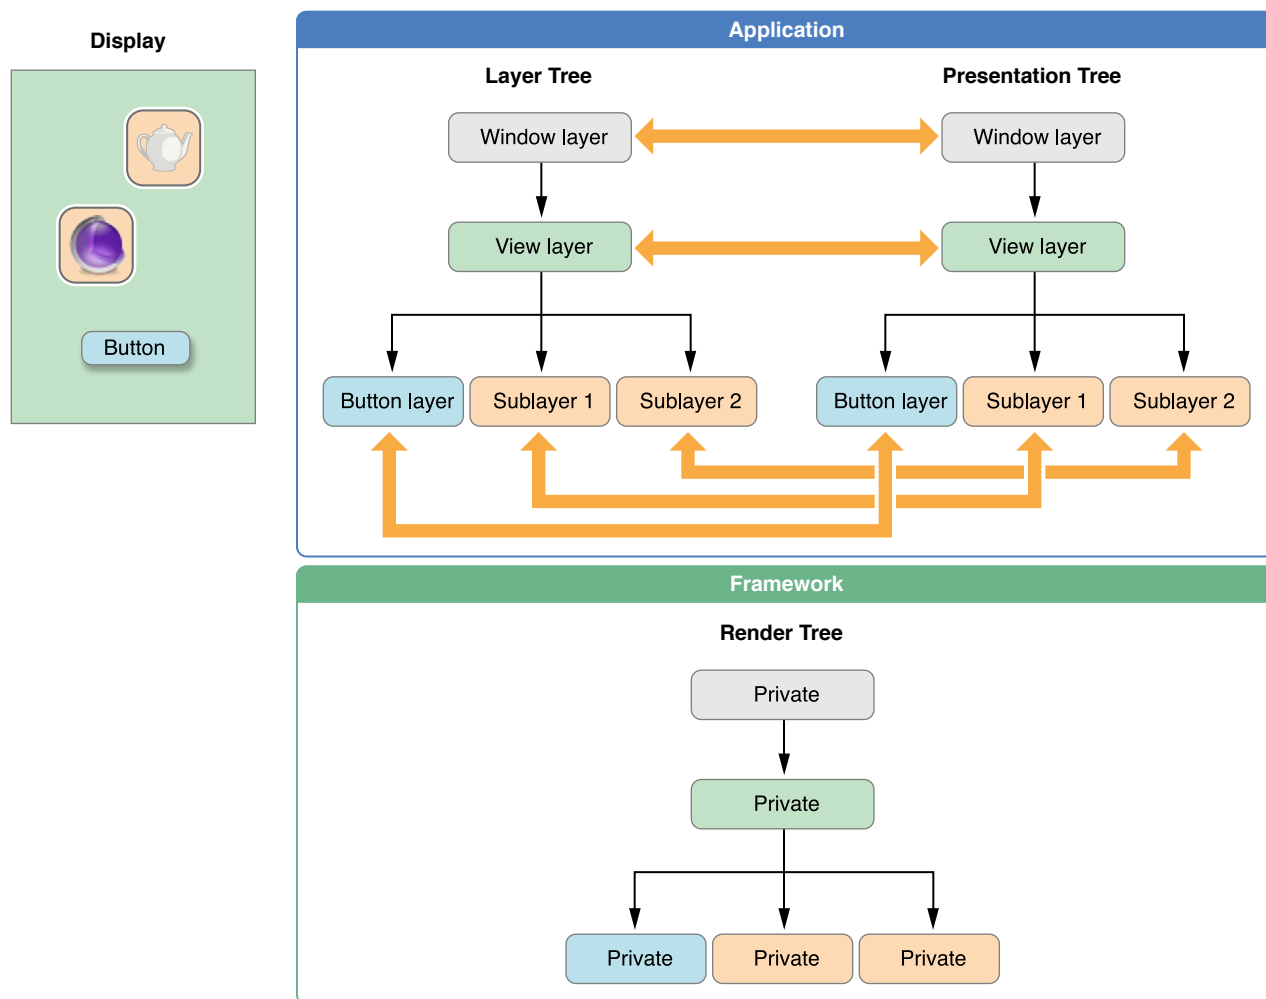 Display
Button
Application
Layer Tree
Presentation Tree
Window layer
Window layer
View layer
View layer
Button layer
Sublayer 1
Sublayer 2
Button layer
Sublayer 1
Sublayer 2
Framework
Render Tree
Private
Private
Private
Private
Private